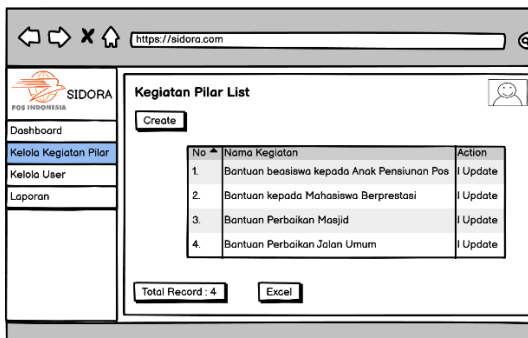 https://sidora.com
POS INDONESIA
SIDORA
Dashboard
Kelola Kegiatan Pilar
Kelola User
Laporan
Kegiatan Pilar List
Create
No Nama Kegiatan Action
1. Bantuan beasiswa kepada Anak Pensiunan Pos I Update
2. Bantuan kepada Mahasiswa Berprestasi I Update
3. Bantuan Perbaikan Masjid I Update
4. Bantuan Perbaikan Jalan Umum I Update
Total Record : 4
Excel